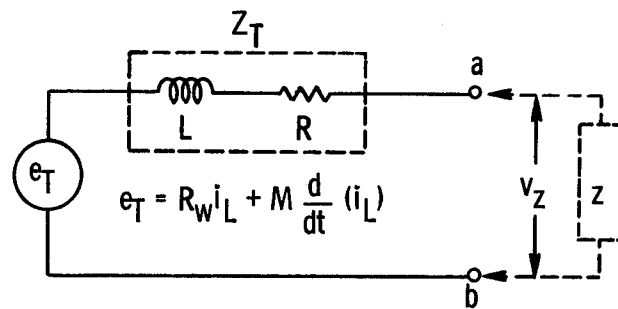 Z_T
a
L R
e_T
e_T = R_w i_L + M d/dt (i_L)
v_z
z
b